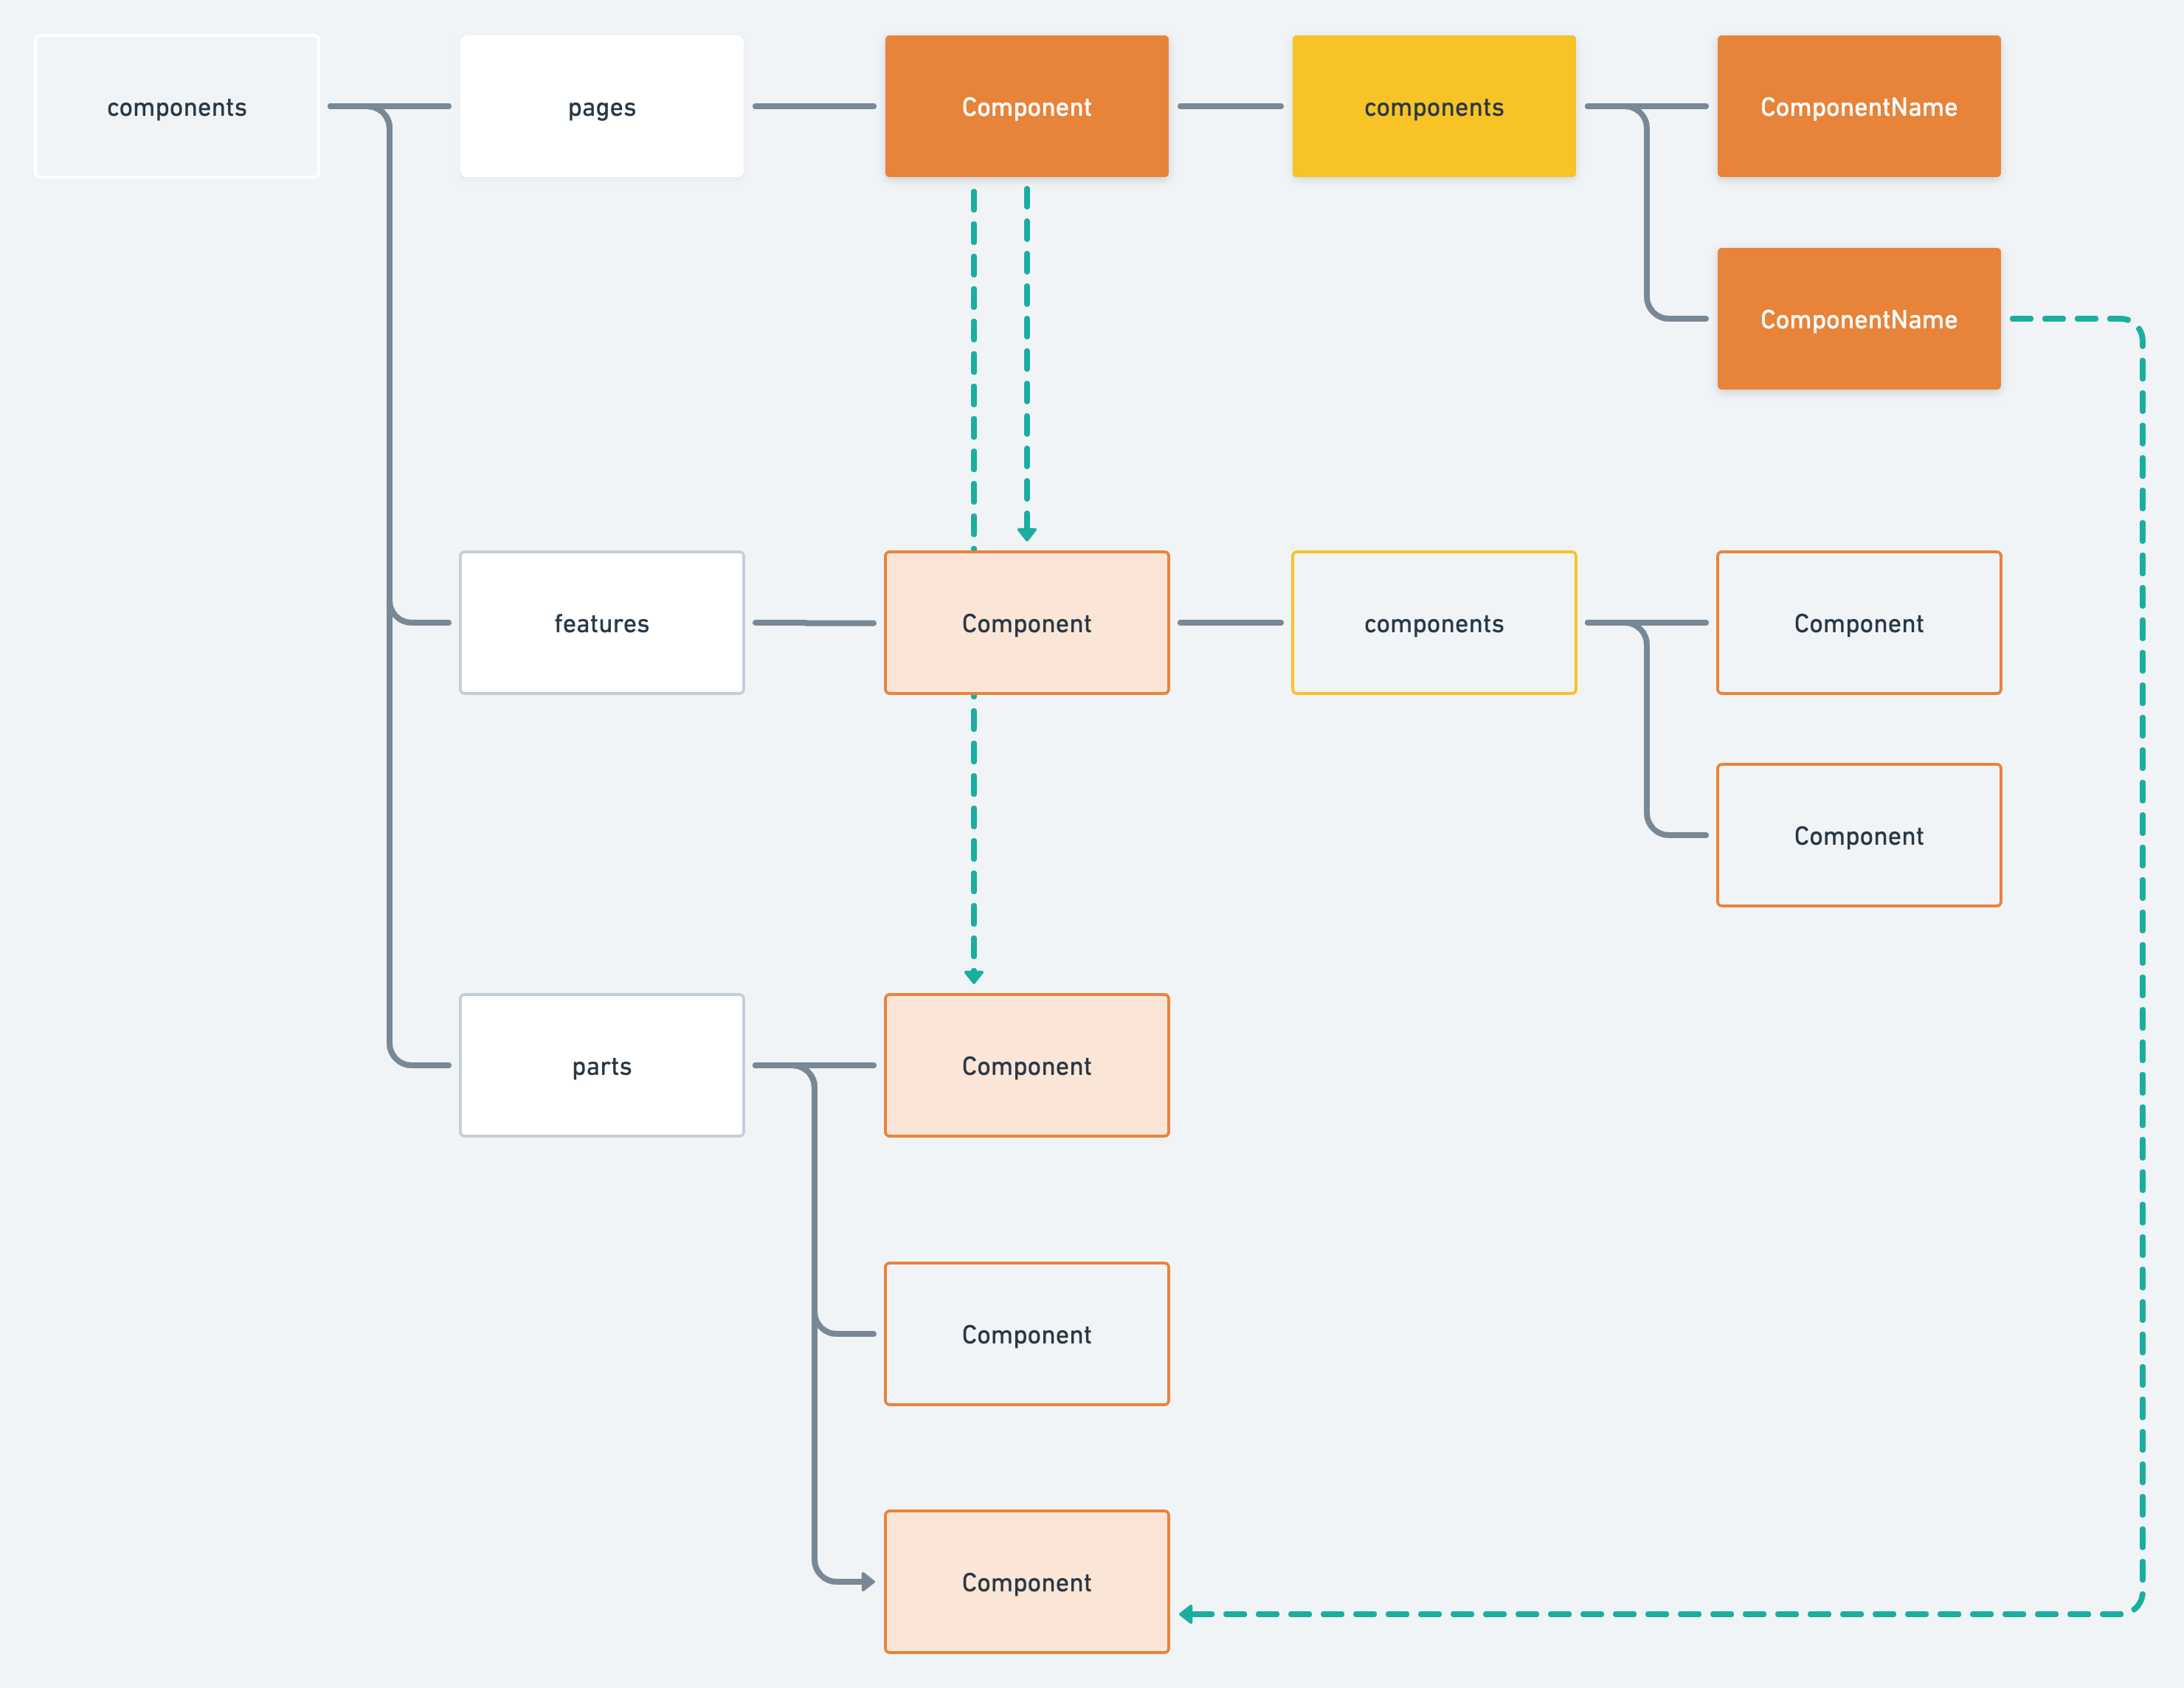 components
pages
Component
components
ComponentName
ComponentName
features
Component
components
Component
Component
parts
Component
Component
Component